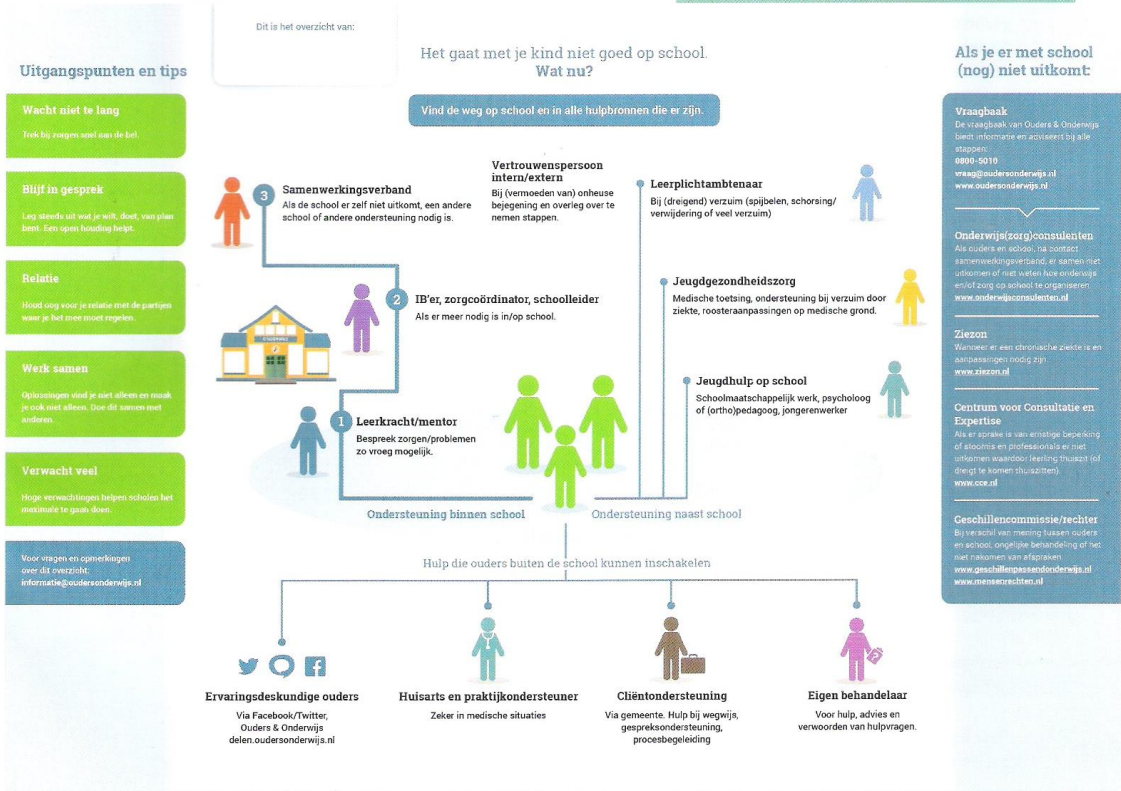 Dit is het overzicht van:
Het gaat met je kind niet goed op school.
Wat nu?
Vind de weg op school en in alle hulpbronnen die er zijn.
Uitgangspunten en tips
Wacht niet te lang
Trek bij zorgen snel aan de bel.
Blijf in gesprek
Leg steeds uit wat je wilt, doet, van plan
bent. Een open houding helpt.
Relatie
Houd oog voor je relatie met de partijen
waar je het mee moet regelen.
Werk samen
Oplossingen vind je niet alleen en maak
je ook niet alleen. Doe dit samen met
anderen.
Verwacht veel
Hoge verwachtingen helpen scholen het
maximale te gaan doen.
Voor vragen en opmerkingen
over dit overzicht:
informatie@oudersonderwijs.nl
3
Samenwerkingsverband
Als de school er zelf niet uitkomt, een andere
school of andere ondersteuning nodig is.
2
IB'er, zorgcoördinator, schoolleider
Als er meer nodig is in/op school.
1
Leerkracht/mentor
Bespreek zorgen/problemen
zo vroeg mogelijk.
Vertrouwenspersoon
intern/extern
Bij (vermoeden van) onheuse
bejegening en overleg over te
nemen stappen.
Leerplichtambtenaar
Bij (dreigend) verzuim (spijbelen, schorsing/
verwijdering of veel verzuim)
Jeugdgezondheidszorg
Medische toetsing, ondersteuning bij verzuim door
ziekte, roosteraanpassingen op medische grond.
Jeugdhulp op school
Schoolmaatschappelijk werk, psycholoog
of (ortho)pedagoog, jongerenwerker
Ondersteuning binnen school
Ondersteuning naast school
Hulp die ouders buiten de school kunnen inschakelen
Ervaringsdeskundige ouders
Via Facebook/Twitter,
Ouders & Onderwijs
delen.oudersonderwijs.nl
Huisarts en praktijkondersteuner
Zeker in medische situaties
Cliëntondersteuning
Via gemeente. Hulp bij wegwijs,
gespreksondersteuning,
procesbegeleiding
Eigen behandelaar
Voor hulp, advies en
verwoorden van hulpvragen.
Als je er met school
(nog) niet uitkomt:
Vraagbaak
De vraagbaak van Ouders & Onderwijs
biedt informatie en adviseert bij alle
stappen:
0800-5010
vraag@oudersonderwijs.nl
www.oudersonderwijs.nl
Onderwijs(zorg)consulenten
Als ouders en school, na contact
samenwerkingsverband, er samen niet
uitkomen of niet weten hoe onderwijs
en/of zorg op school te organiseren
www.onderwijsconsulenten.nl
Ziezon
Wanneer er een chronische ziekte is en
aanpassingen nodig zijn.
www.ziezon.nl
Centrum voor Consultatie en
Expertise
Als er sprake is van ernstige beperking
of stoornis en professionals er niet
uitkomen waardoor leerling thuiszit (of
dreigt te komen thuiszitten).
www.cce.nl
Geschillencommissie/rechter
Bij verschil van mening tussen ouders
en school, ongelijke behandeling of het
niet nakomen van afspraken.
www.geschillenpassendonderwijs.nl
www.mensenrechten.nl